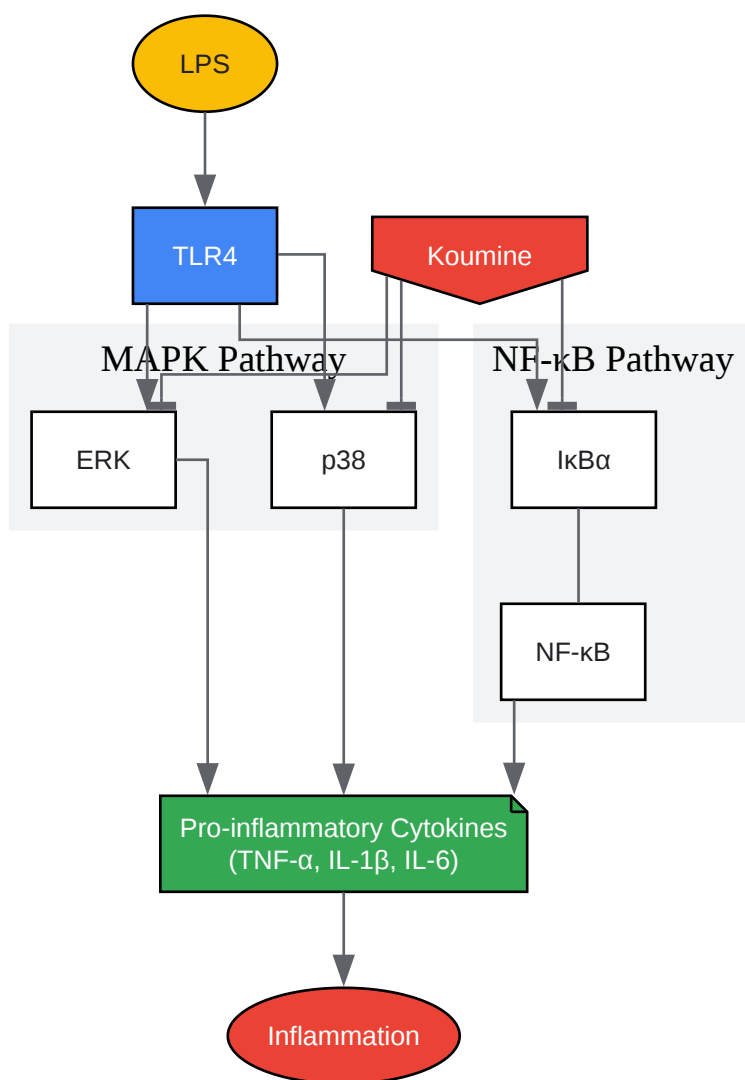 LPS
TLR4
Koumine
MAPK Pathway
NF-κB Pathway
ERK
p38
IκBα
NF-κB
Pro-inflammatory Cytokines
(TNF-α, IL-1β, IL-6)
Inflammation